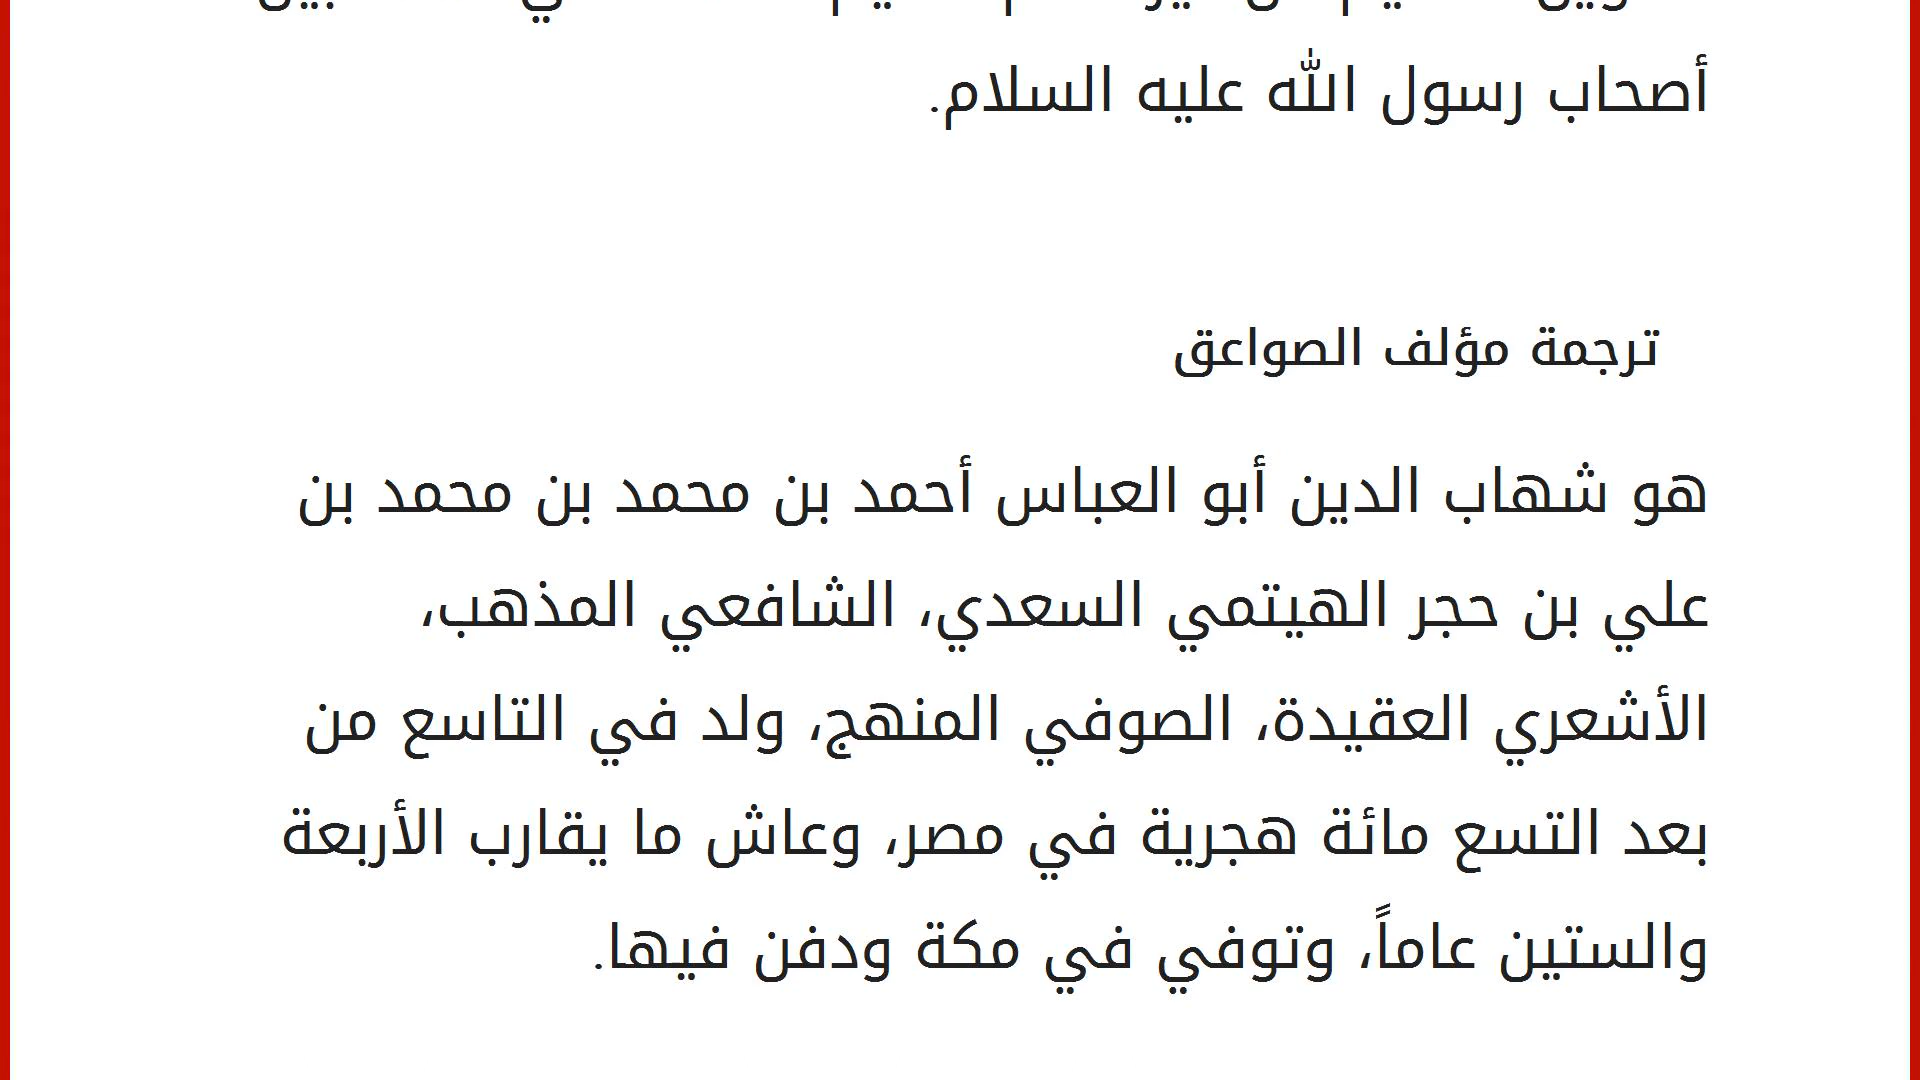 أصحاب رسول الله عليه السلام.
ترجمة مؤلف الصواعق
هو شهاب الدين أبو العباس أحمد بن محمد بن محمد بن
علي بن حجر الهيتمي السعدي، الشافعي المذهب،
الأشعري العقيدة، الصوفي المنهج، ولد في التاسع من
بعد التسع مائة هجرية في مصر، وعاش ما يقارب الأربعة
والستين عاماً، وتوفي في مكة ودفن فيها.